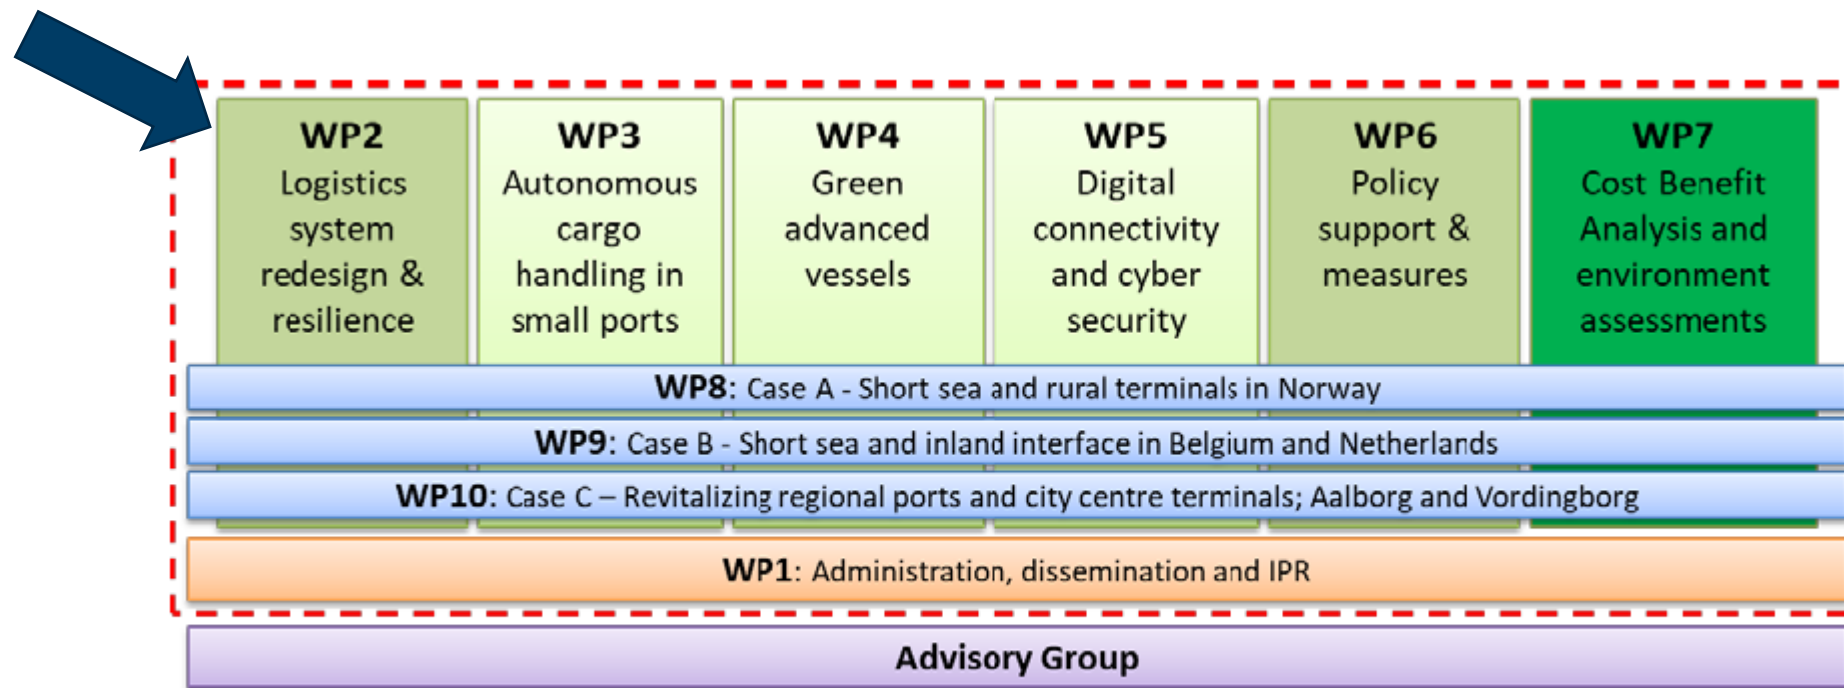 WP2
Logistics
system
redesign &
resilience
WP3
Autonomous
cargo
handling in
small ports
WP4
Green
advanced
vessels
WP5
Digital
connectivity
and cyber
security
WP6
Policy
support &
measures
WP7
Cost Benefit
Analysis and
environment
assessments
WP8: Case A - Short sea and rural terminals in Norway
WP9: Case B - Short sea and inland interface in Belgium and Netherlands
WP10: Case C – Revitalizing regional ports and city centre terminals; Aalborg and Vordingborg
WP1: Administration, dissemination and IPR
Advisory Group